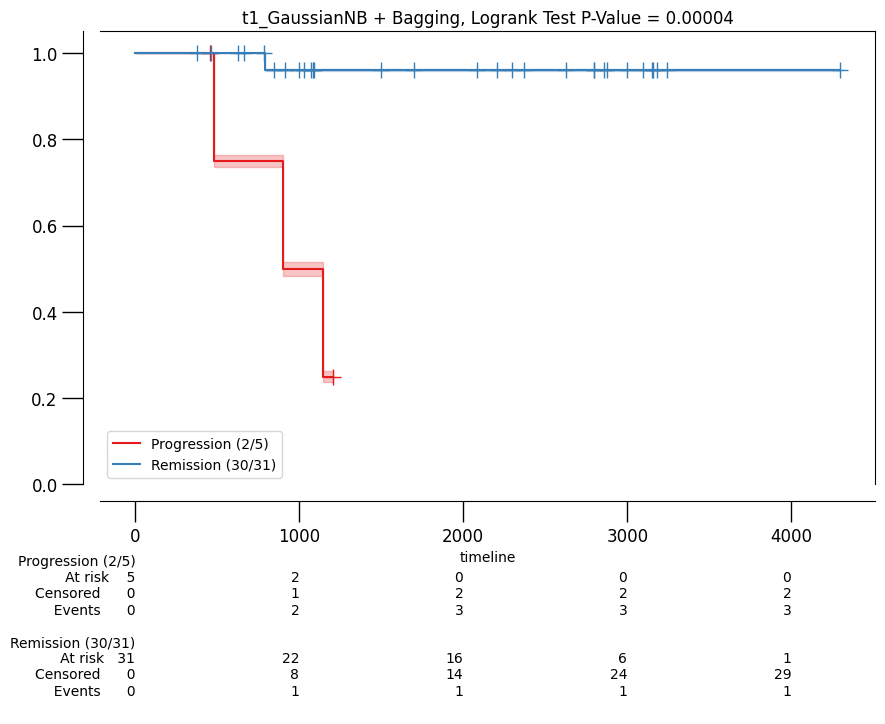 t1_GaussianNB + Bagging, Logrank Test P-Value = 0.00004
1.0
0.8
0.6
0.4
0.2
0.0
Progression (2/5)
Remission (30/31)
0 1000 2000 3000 4000
timeline
Progression (2/5)
At risk 5 2 0 0 0
Censored 0 1 2 2 2
Events 0 2 3 3 3
Remission (30/31)
At risk 31 22 16 6 1
Censored 0 8 14 24 29
Events 0 1 1 1 1